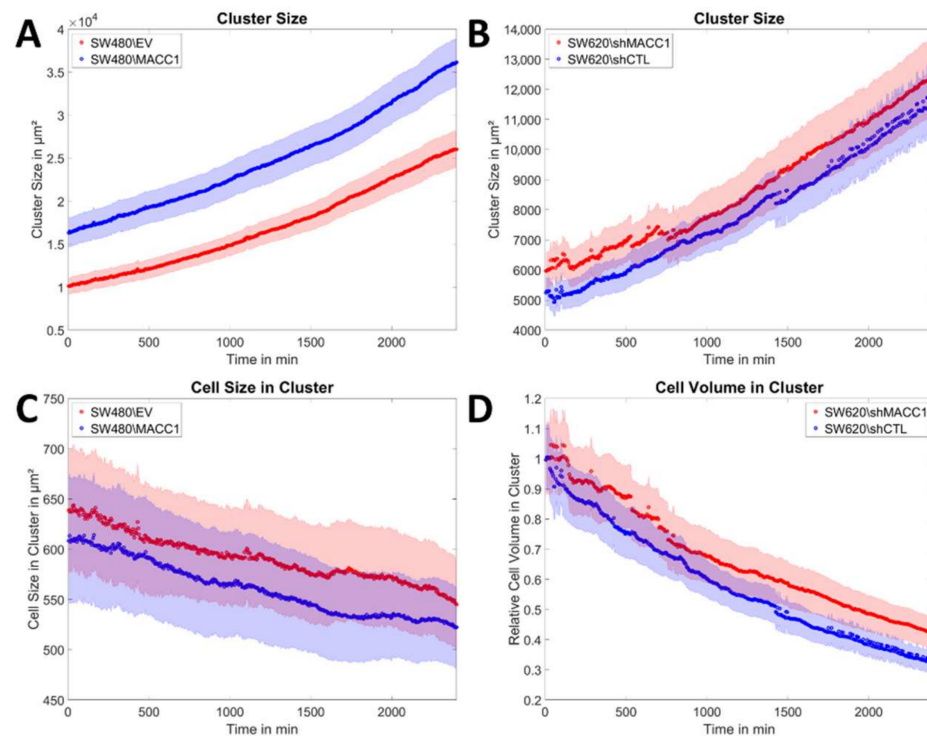 A
Cluster Size
×10⁴
4
3.5
3
2.5
2
1.5
1
0.5
Cluster Size in µm²
SW480\EV
SW480\MACC1
0 500 1000 1500 2000
Time in min
B
Cluster Size
14,000
13,000
12,000
11,000
10,000
9000
8000
7000
6000
5000
4000
Cluster Size in µm²
SW620\shMACC1
SW620\shCTL
0 500 1000 1500 2000
Time in min
C
Cell Size in Cluster
750
700
650
600
550
500
450
Cell Size in Cluster in µm²
SW480\EV
SW480\MACC1
0 500 1000 1500 2000
Time in min
D
Cell Volume in Cluster
1.2
1.1
1
0.9
0.8
0.7
0.6
0.5
0.4
0.3
0.2
Relative Cell Volume in Cluster
SW620\shMACC1
SW620\shCTL
0 500 1000 1500 2000
Time in min